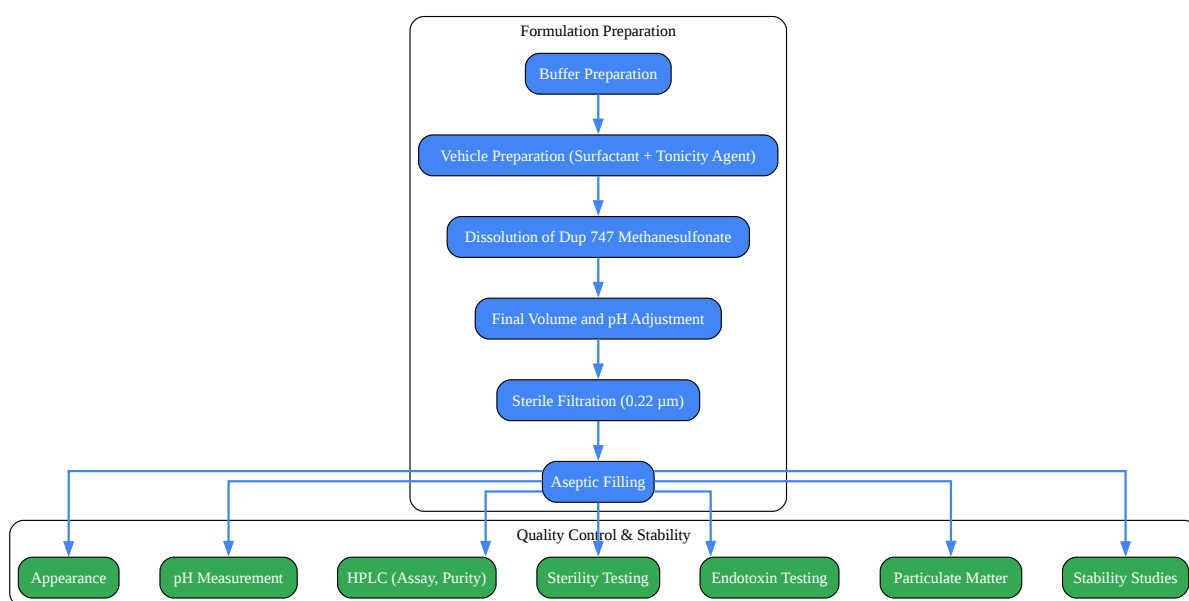 Formulation Preparation
Buffer Preparation
Vehicle Preparation (Surfactant + Tonicity Agent)
Dissolution of Dup 747 Methanesulfonate
Final Volume and pH Adjustment
Sterile Filtration (0.22 µm)
Aseptic Filling
Quality Control & Stability
Appearance
pH Measurement
HPLC (Assay, Purity)
Sterility Testing
Endotoxin Testing
Particulate Matter
Stability Studies